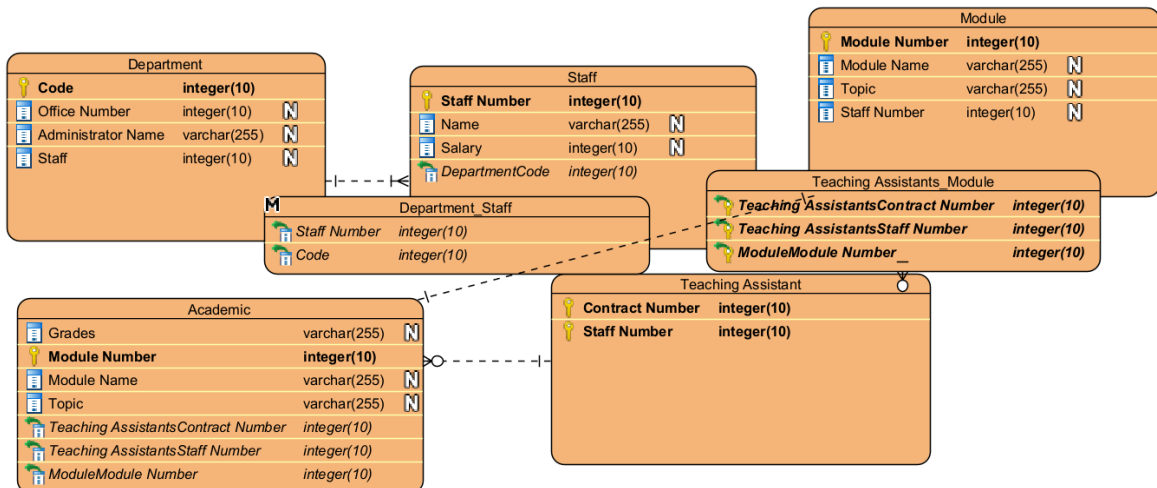 Department
Code integer(10)
Office Number integer(10) N
Administrator Name varchar(255) N
Staff integer(10) N
Staff
Staff Number integer(10)
Name varchar(255) N
Salary integer(10) N
DepartmentCode integer(10)
Module
Module Number integer(10)
Module Name varchar(255) N
Topic varchar(255) N
Staff Number integer(10) N
M
Department_Staff
Staff Number integer(10)
Code integer(10)
Teaching Assistants_Module
Teaching AssistantsContract Number integer(10)
Teaching AssistantsStaff Number integer(10)
ModuleModule Number_ integer(10)
Academic
Grades varchar(255) N
Module Number integer(10)
Module Name varchar(255) N
Topic varchar(255) N
Teaching AssistantsContract Number integer(10)
Teaching AssistantsStaff Number integer(10)
ModuleModule Number integer(10)
Teaching Assistant
Contract Number integer(10)
Staff Number integer(10)